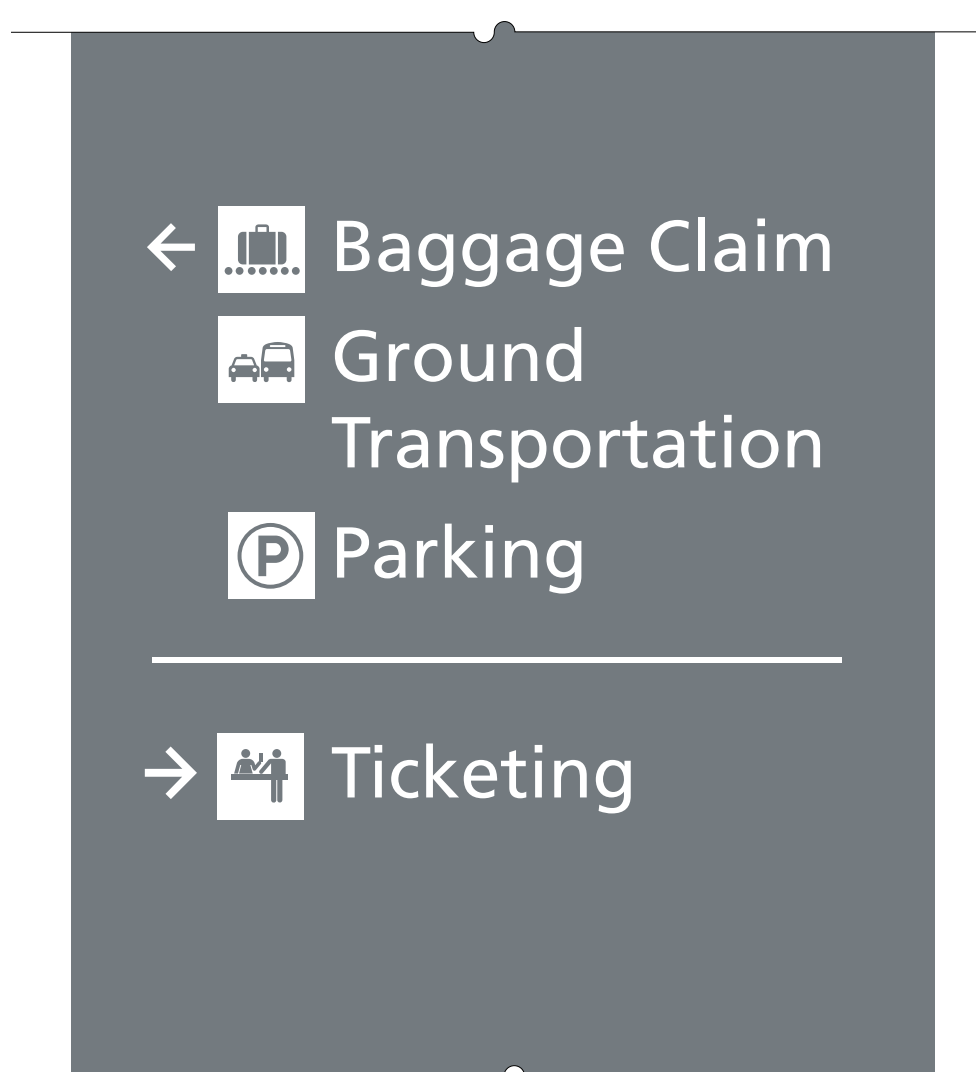 Baggage Claim
Ground
Transportation
P Parking
Ticketing